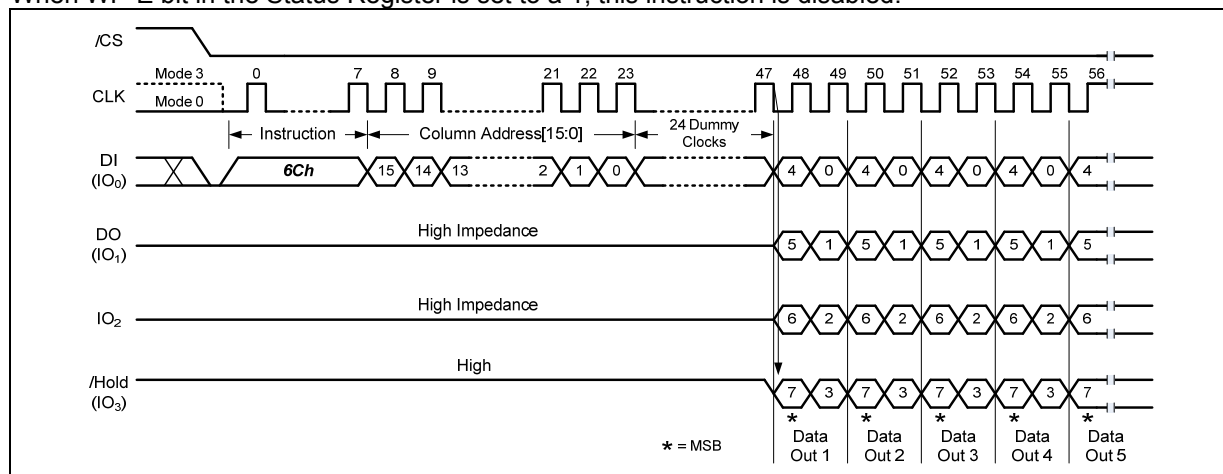 When WP-E bit in the Status Register is set to a 1, this instruction is disabled.
/CS
Mode 3 0 7 8 9 21 22 23 47 48 49 50 51 52 53 54 55 56
CLK Mode 0
Instruction Column Address[15:0] 24 Dummy
Clocks
DI
(IO₀) 6Ch 15 14 13 2 1 0 4 0 4 0 4 0 4 0 4
DO High Impedance
(IO₁) 5 1 5 1 5 1 5 1 5
High Impedance
IO₂ 6 2 6 2 6 2 6 2 6
High
/Hold
(IO₃) 7 3 7 3 7 3 7 3 7
* * * * *
* = MSB
Data Data Data Data Data
Out 1 Out 2 Out 3 Out 4 Out 5